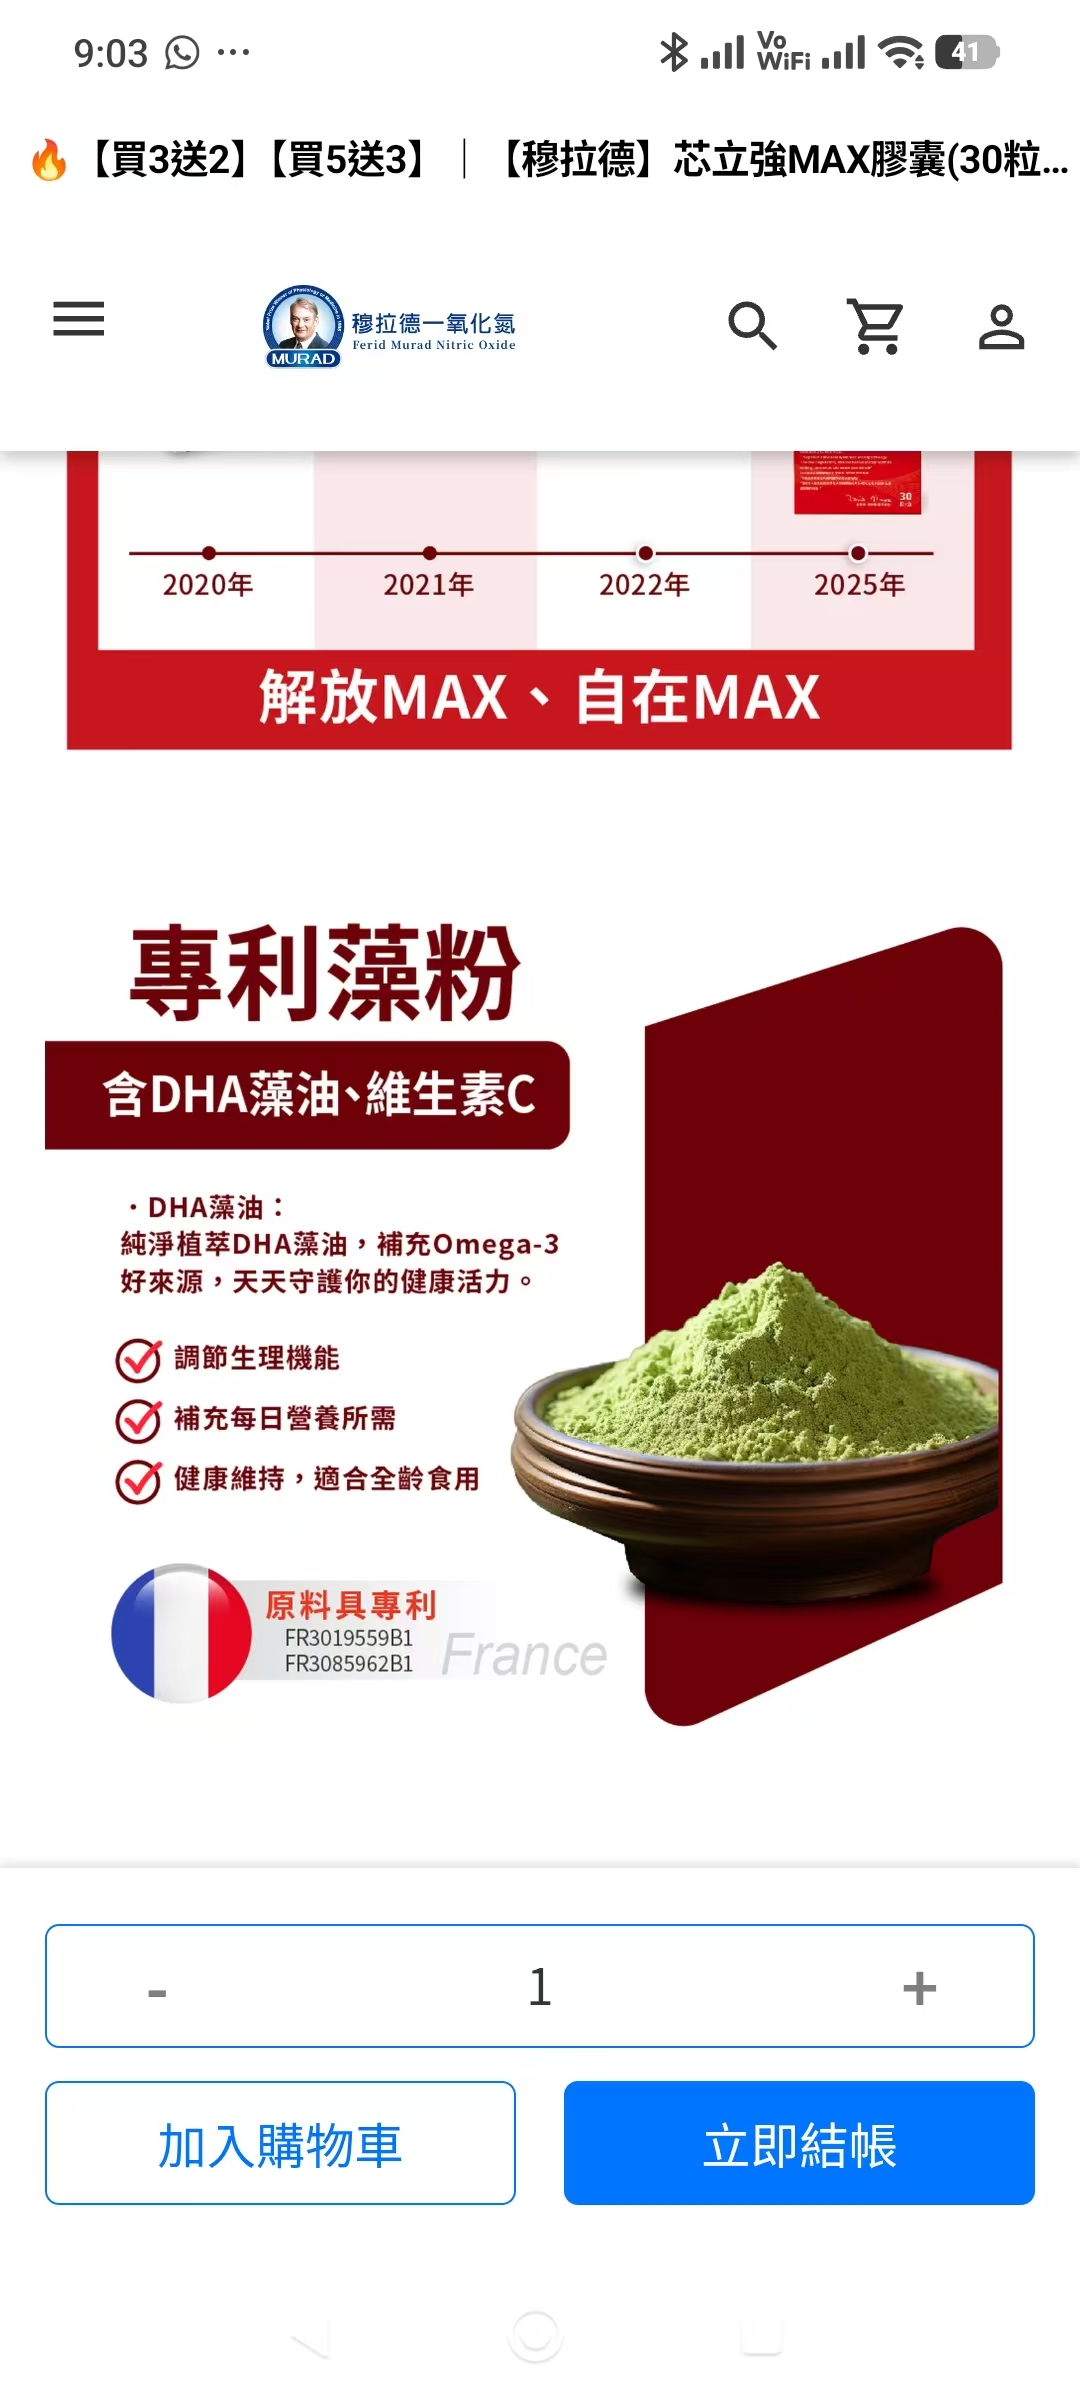 9:03
Vo
WiFi
41
🔥【買3送2】【買5送3】｜【穆拉德】芯立強MAX膠囊(30粒...
穆拉德一氧化氮
Ferid Murad Nitric Oxide
MURAD
30
2020年
2021年
2022年
2025年
解放MAX、自在MAX
專利藻粉
含DHA藻油、維生素C
・DHA藻油：
純淨植萃DHA藻油，補充Omega-3
好來源，天天守護你的健康活力。
調節生理機能
補充每日營養所需
健康維持，適合全齡食用
原料具專利
FR3019559B1
FR3085962B1
France
-
1
+
加入購物車
立即結帳